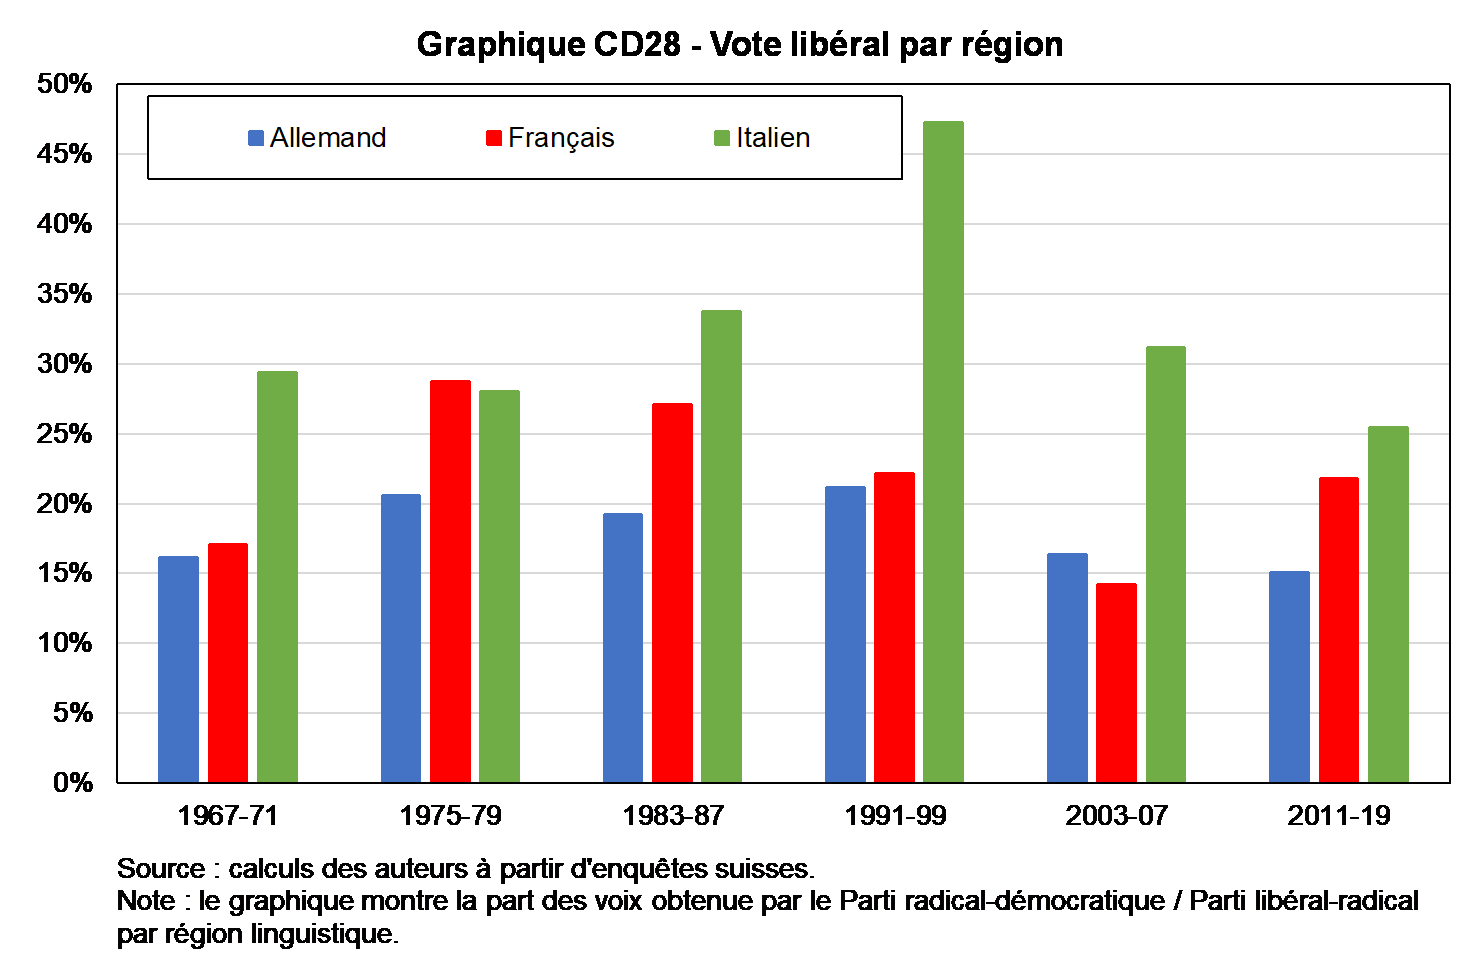 Graphique CD28 - Vote libéral par région
50%
45%
40%
35%
30%
25%
20%
15%
10%
5%
0%
Allemand Français Italien
1967-71 1975-79 1983-87 1991-99 2003-07 2011-19
Source : calculs des auteurs à partir d'enquêtes suisses.
Note : le graphique montre la part des voix obtenue par le Parti radical-démocratique / Parti libéral-radical
par région linguistique.